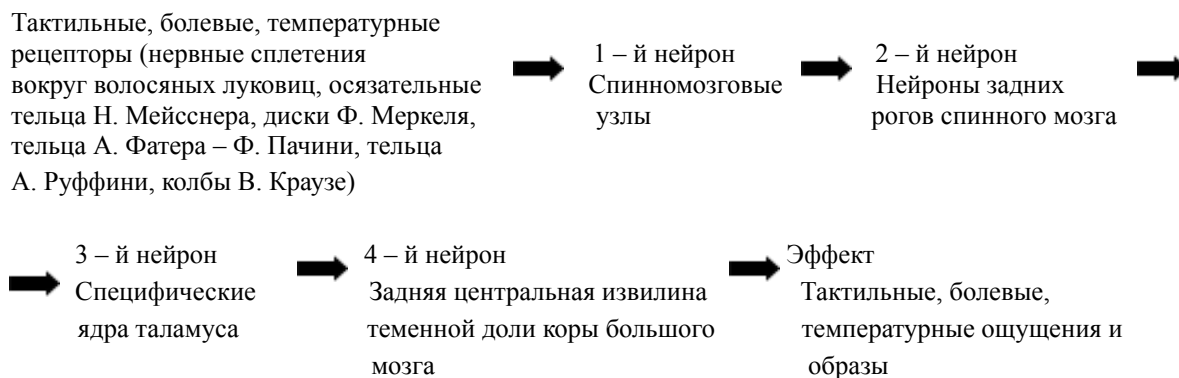 Тактильные, болевые, температурные
рецепторы (нервные сплетения
вокруг волосяных луковиц, осязательные
тельца Н. Мейсснера, диски Ф. Меркеля,
тельца А. Фатера – Ф. Пачини, тельца
А. Руффини, колбы В. Краузе)
1 – й нейрон
Спинномозговые
узлы
2 – й нейрон
Нейроны задних
рогов спинного мозга
3 – й нейрон
Специфические
ядра таламуса
4 – й нейрон
Задняя центральная извилина
теменной доли коры большого
мозга
Эффект
Тактильные, болевые,
температурные ощущения и
образы